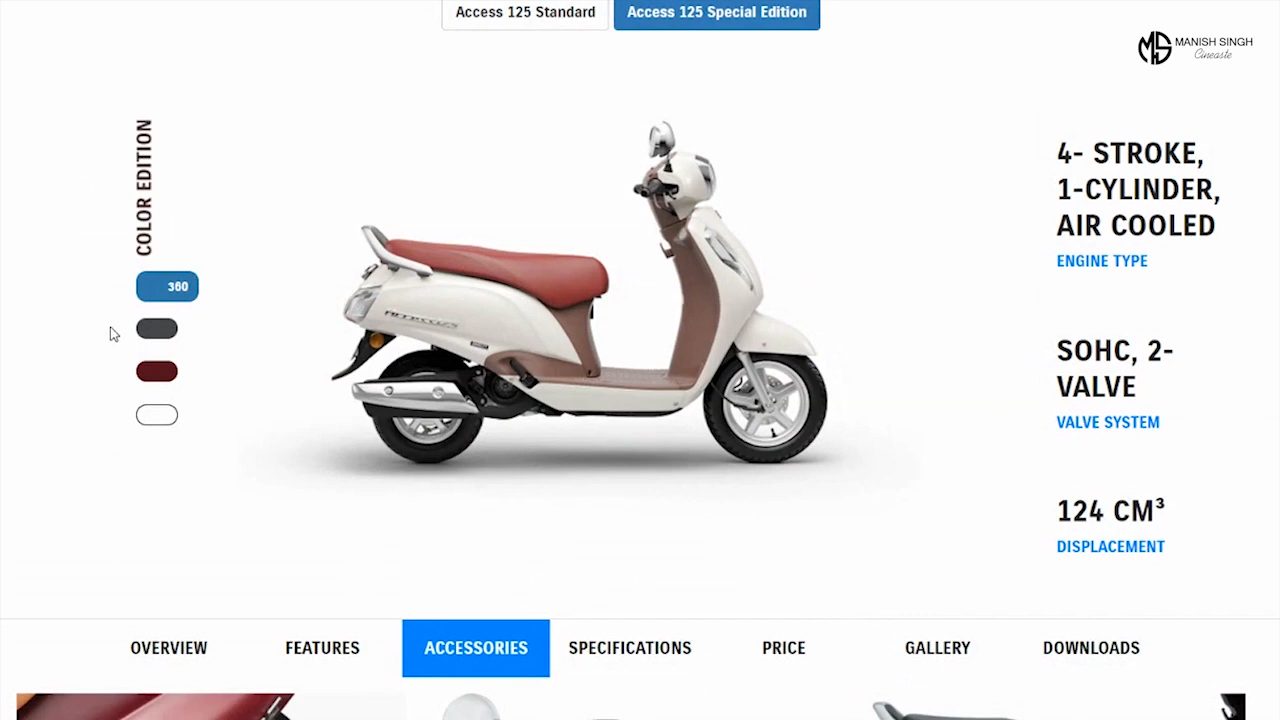 Access 125 Standard
Access 125 Special Edition
MANISH SINGH
Cineaste
COLOR EDITION
360
4- STROKE,
1-CYLINDER,
AIR COOLED
ENGINE TYPE
SOHC, 2-
VALVE
VALVE SYSTEM
124 CM³
DISPLACEMENT
OVERVIEW
FEATURES
ACCESSORIES
SPECIFICATIONS
PRICE
GALLERY
DOWNLOADS